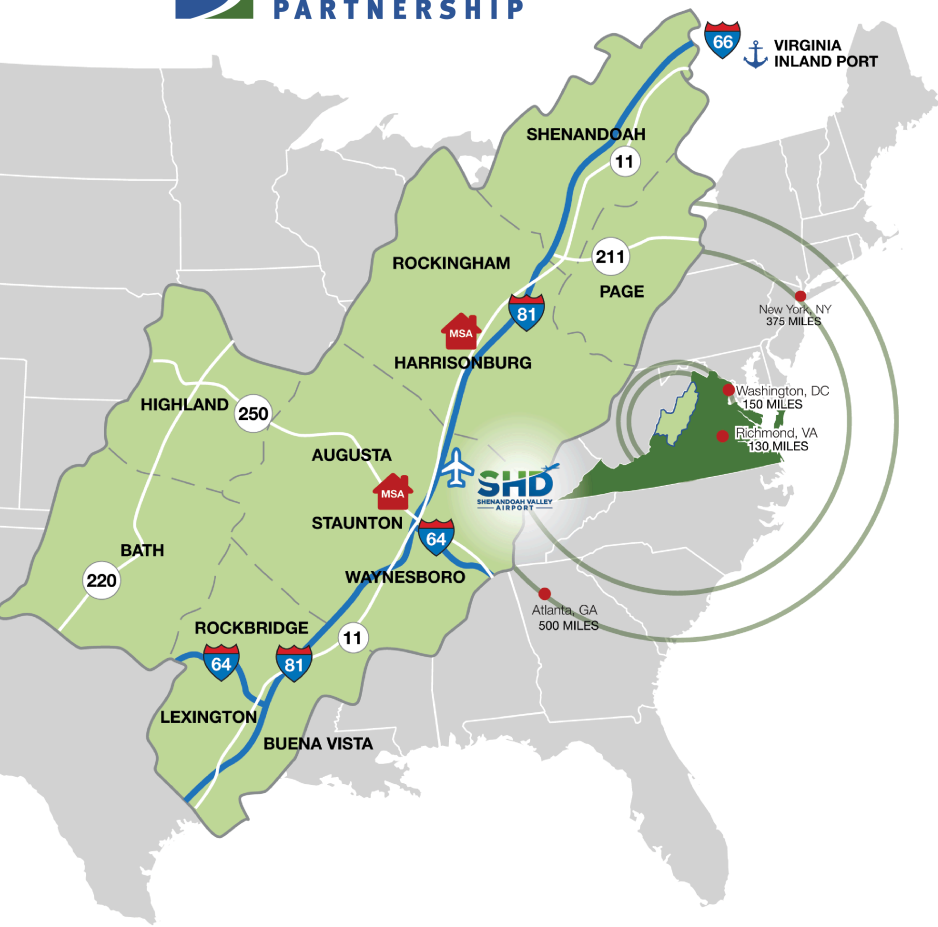 PARTNERSHIP
66
VIRGINIA
INLAND PORT
SHENANDOAH
11
211
ROCKINGHAM
PAGE
New York, NY
375 MILES
81
MSA
HARRISONBURG
Washington, DC
150 MILES
HIGHLAND
250
Richmond, VA
130 MILES
AUGUSTA
SHD
SHENANDOAH VALLEY
AIRPORT
MSA
STAUNTON
64
BATH
WAYNESBORO
220
Atlanta, GA
500 MILES
ROCKBRIDGE
11
64
81
LEXINGTON
BUENA VISTA